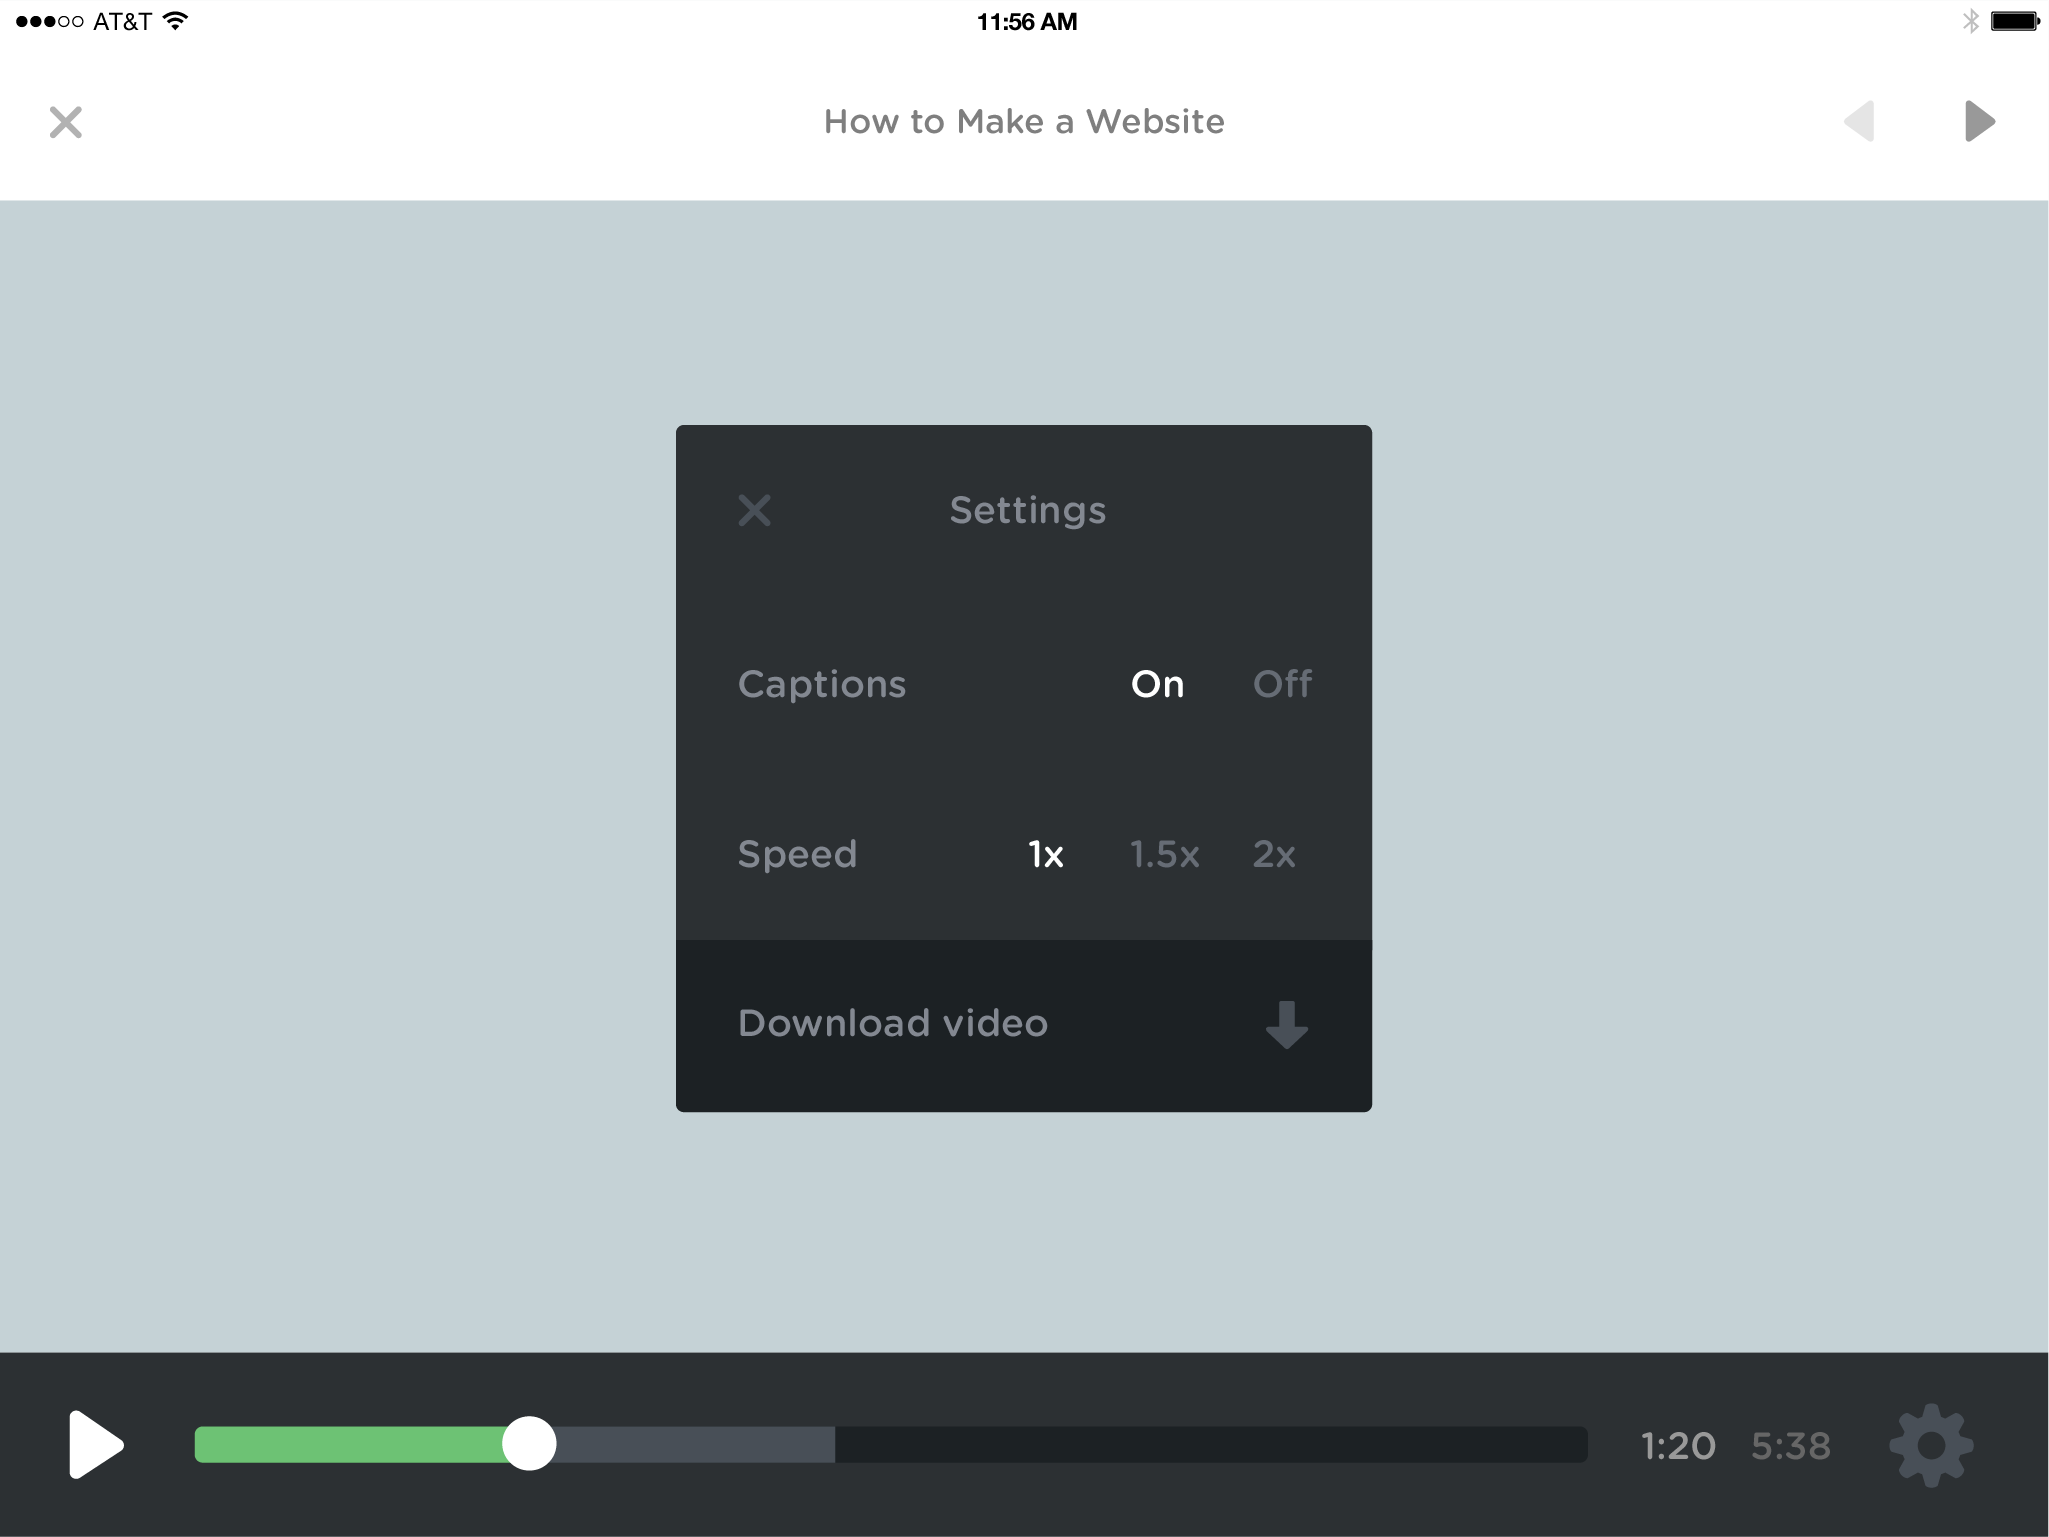 AT&T 11:56 AM
How to Make a Website
Settings
Captions On Off
Speed 1x 1.5x 2x
Download video
1:20 5:38